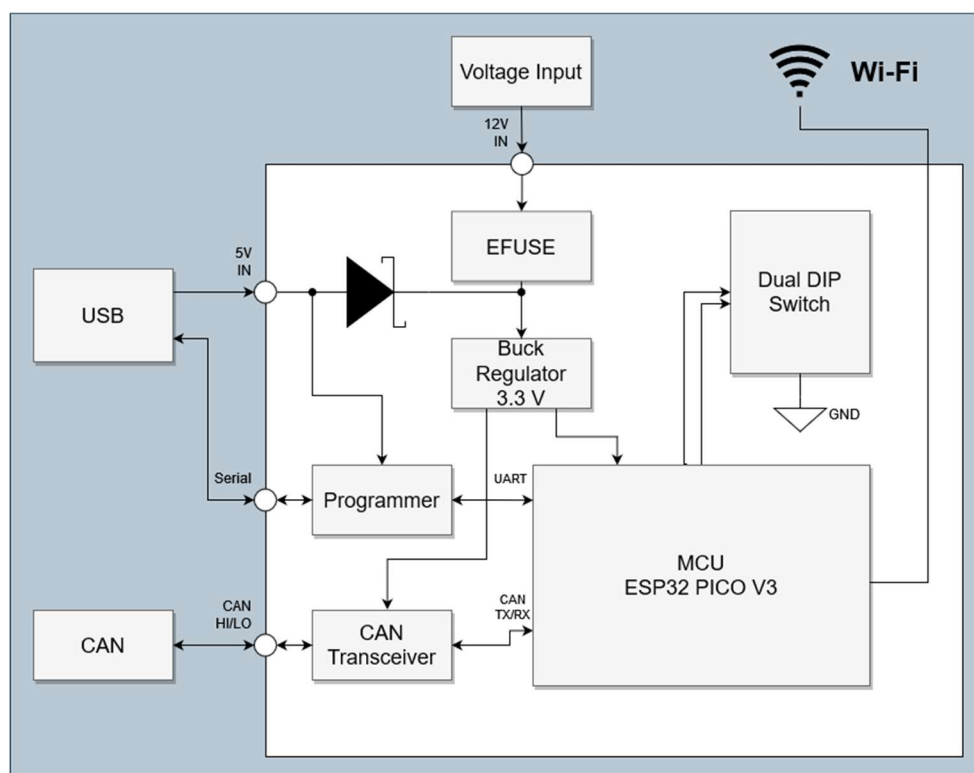 Voltage Input
Wi-Fi
12V
IN
EFUSE
5V
IN
USB
Dual DIP
Switch
Buck
Regulator
3.3 V
GND
Serial
Programmer
UART
MCU
ESP32 PICO V3
CAN
CAN
HI/LO
CAN
Transceiver
CAN
TX/RX